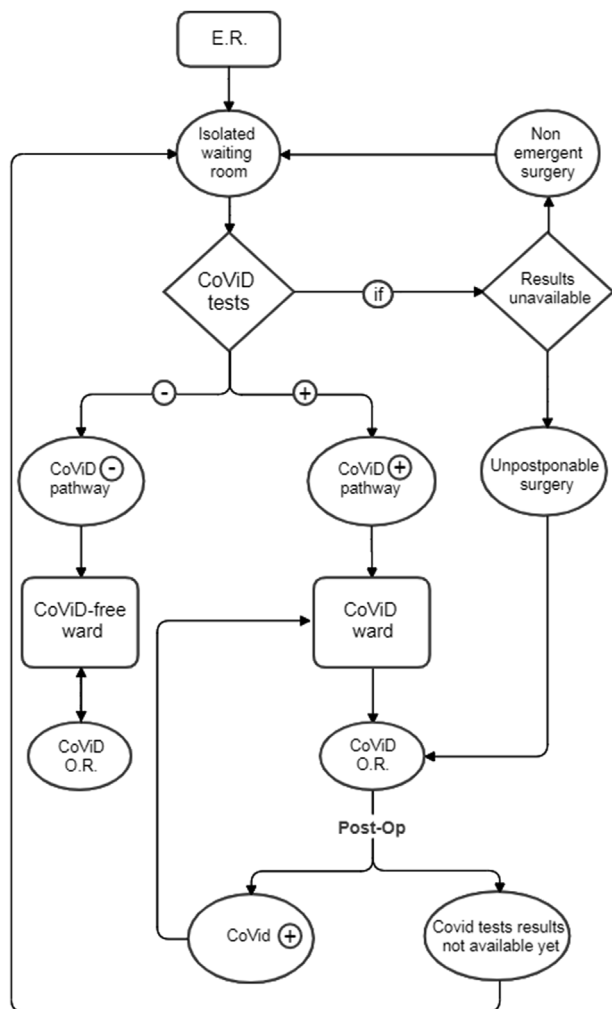 E.R.
Isolated
waiting
room
Non
emergent
surgery
CoViD
tests
if
Results
unavailable
-
+
CoViD -
pathway
CoViD +
pathway
Unpostponable
surgery
CoViD-free
ward
CoViD
ward
CoViD
O.R.
CoViD
O.R.
Post-Op
CoVid +
Covid tests results
not available yet